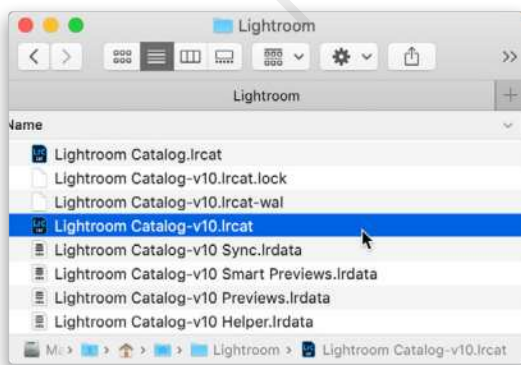 Lightroom
Lightroom
Name
Lightroom Catalog.lrcat
Lightroom Catalog-v10.lrcat.lock
Lightroom Catalog-v10.lrcat-wal
Lightroom Catalog-v10.lrcat
Lightroom Catalog-v10 Sync.lrdata
Lightroom Catalog-v10 Smart Previews.lrdata
Lightroom Catalog-v10 Previews.lrdata
Lightroom Catalog-v10 Helper.lrdata
Lightroom Lightroom Catalog-v10.lrcat